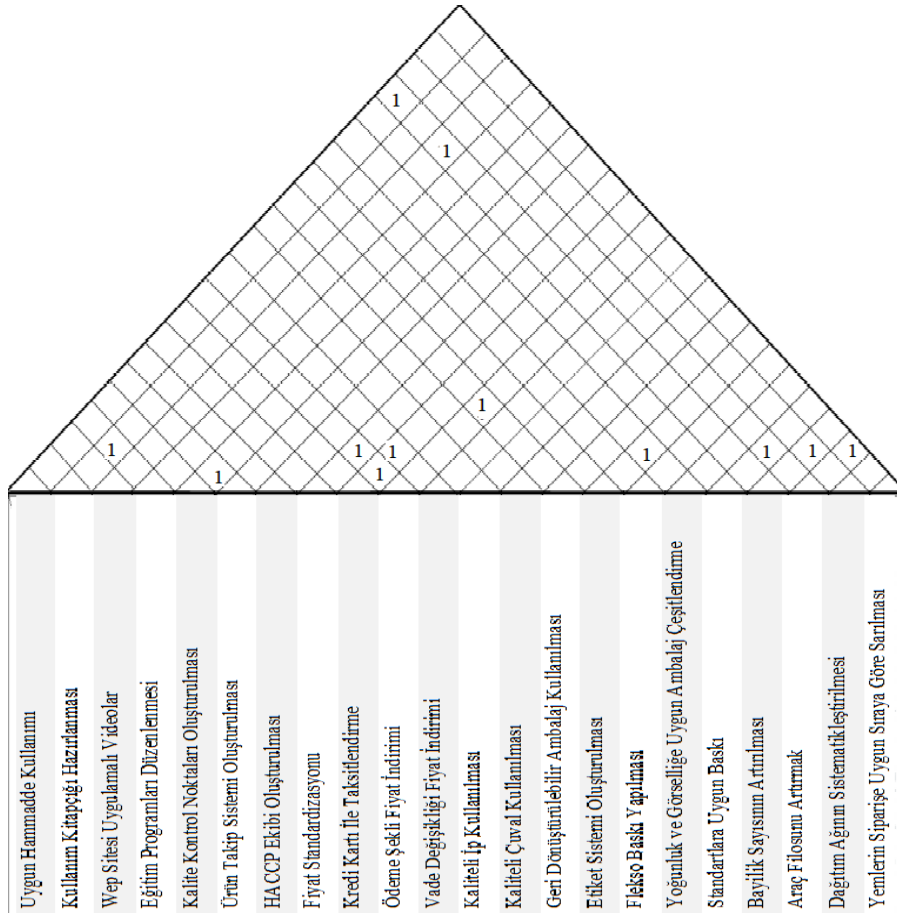 1
1
1
1
1
1
1
1
1
1
1
1
Uygun Hammadde Kullanımı
Kullanım Kitapçığı Hazırlanması
Wep Sitesi Uygulamalı Videolar
Eğitim Programları Düzenlenmesi
Kalite Kontrol Noktaları Oluşturulması
Ürün Takip Sistemi Oluşturulması
HACCP Ekibi Oluşturulması
Fiyat Standardizasyonu
Kredi Kartı İle Taksitlendirme
Ödeme Şekli Fiyat İndirimi
Vade Değişikliği Fiyat İndirimi
Kaliteli İp Kullanılması
Kaliteli Çuval Kullanılması
Geri Dönüştürülebilir Ambalaj Kullanılması
Etiket Sistemi Oluşturulması
Flekso Baskı Yapılması
Yoğunluk ve Görselliğe Uygun Ambalaj Çeşitlendirme
Standartlara Uygun Baskı
Bayilik Sayısının Artırılması
Araç Filosunu Artırmak
Dağıtım Ağının Sistematikleştirilmesi
Yemlerin Siparişe Uygun Sıraya Göre Sarılması